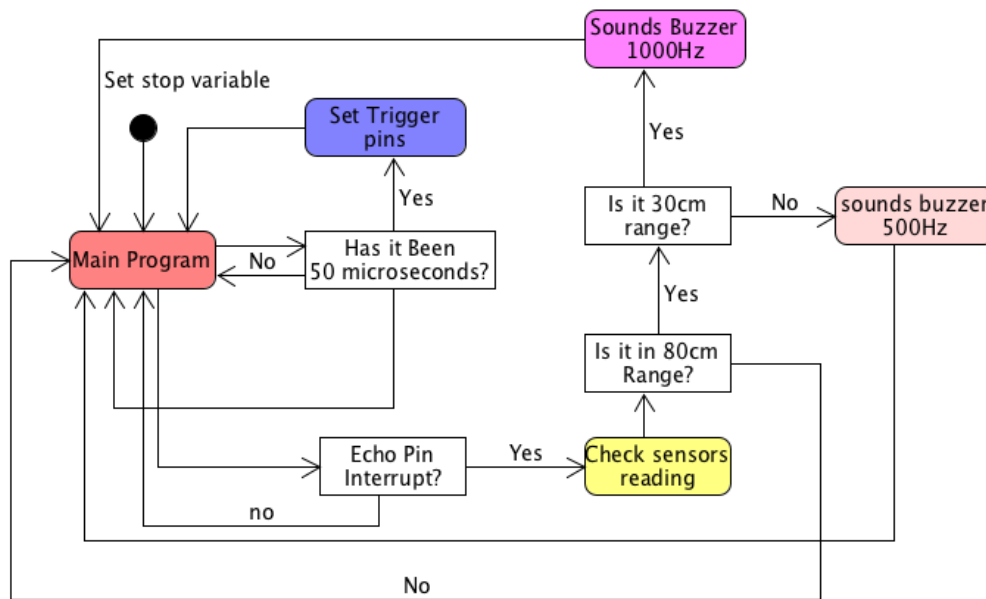 Sounds Buzzer
1000Hz
Set stop variable
Set Trigger
pins
Yes
Yes
Is it 30cm
range?
No
sounds buzzer
500Hz
Main Program
No
Has it Been
50 microseconds?
Yes
Is it in 80cm
Range?
Echo Pin
Interrupt?
Yes
Check sensors
reading
no
No